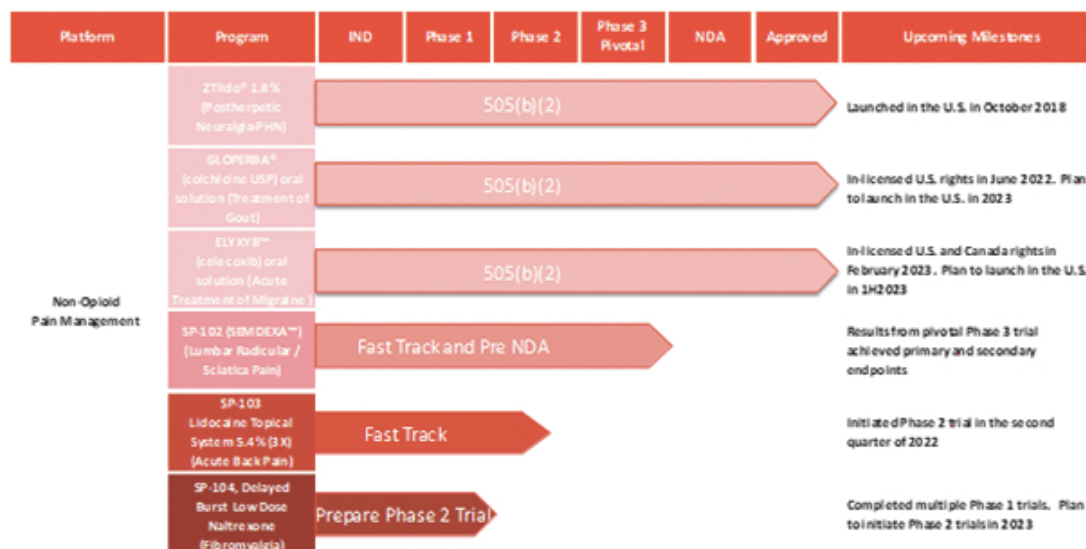 Platform
Program
IND
Phase 1
Phase 2
Phase 3
Pivotal
NDA
Approved
Upcoming Milestones
Non-Opioid
Pain Management
ZTlido® 1.8%
(Postherpetic
Neuralgia PHN)
505(b)(2)
Launched in the U.S. in October 2018
GLOPERBA®
(colchicine USP) oral
solution (Treatment of
Gout)
505(b)(2)
In-licensed U.S. rights in June 2022. Plan
to launch in the U.S. in 2023
ELYXYB™
(celecoxib) oral
solution (Acute
Treatment of Migraine)
505(b)(2)
In-licensed U.S. and Canada rights in
February 2023. Plan to launch in the U.S.
in 1H2023
SP-102 (SEMDEXA™)
(Lumbar Radicular /
Sciatica Pain)
Fast Track and Pre NDA
Results from pivotal Phase 3 trial
achieved primary and secondary
endpoints
SP-103
Lidocaine Topical
System 5.4% (3X)
(Acute Back Pain)
Fast Track
Initiated Phase 2 trial in the second
quarter of 2022
SP-104, Delayed
Burst Low Dose
Naltrexone
(Fibromyalgia)
Prepare Phase 2 Trial
Completed multiple Phase 1 trials. Plan
to initiate Phase 2 trials in 2023